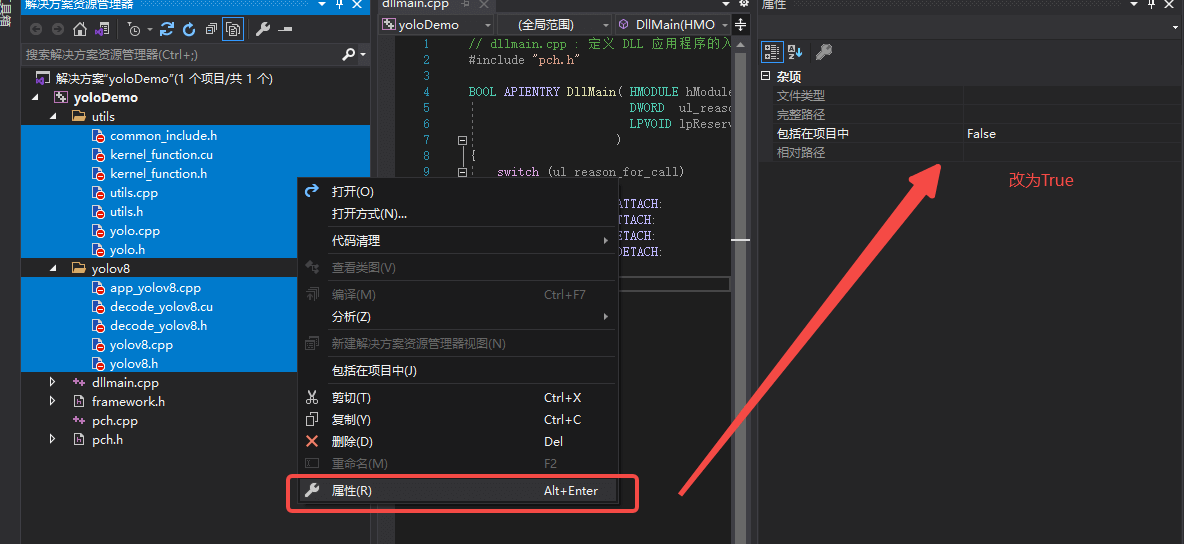 解决方案资源管理器
搜索解决方案资源管理器(Ctrl+;)
解决方案"yoloDemo"(1 个项目/共 1 个)
yoloDemo
utils
common_include.h
kernel_function.cu
kernel_function.h
utils.cpp
utils.h
yolo.cpp
yolo.h
yolov8
app_yolov8.cpp
decode_yolov8.cu
decode_yolov8.h
yolov8.cpp
yolov8.h
dllmain.cpp
framework.h
pch.cpp
pch.h
dllmain.cpp
yoloDemo
(全局范围)
DllMain(HMO
1 // dllmain.cpp : 定义 DLL 应用程序的入
2 #include "pch.h"
3
4 BOOL APIENTRY DllMain( HMODULE hModule
5 DWORD ul_reaso
6 LPVOID lpReserv
7 )
8 {
9 switch (ul_reason_for_call)
ATTACH:
TTACH:
ETACH:
DETACH:
打开(O)
打开方式(N)...
代码清理
查看类图(V)
编译(M) Ctrl+F7
分析(Z)
新建解决方案资源管理器视图(N)
包括在项目中(J)
剪切(T) Ctrl+X
复制(Y) Ctrl+C
删除(D) Del
重命名(M) F2
属性(R) Alt+Enter
属性
杂项
文件类型
完整路径
包括在项目中 False
相对路径
改为True